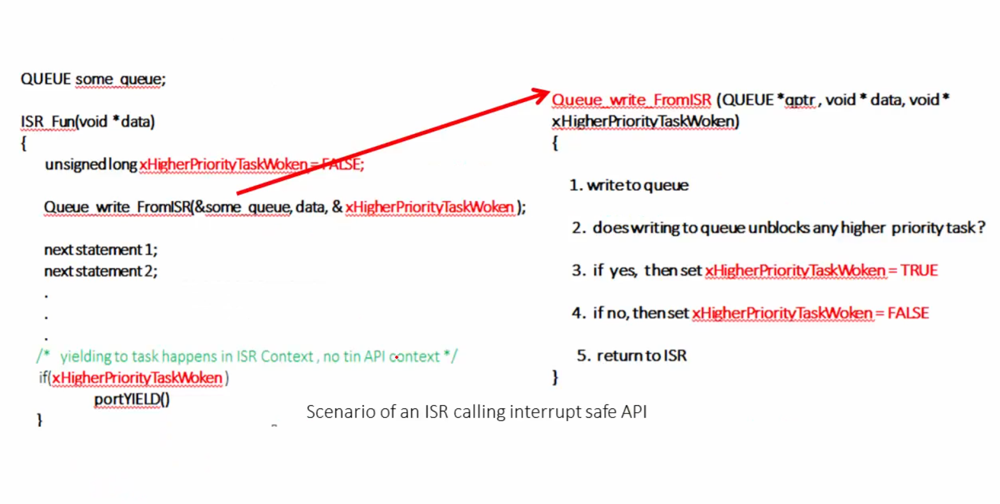 QUEUE some_queue;
ISR_Fun(void *data)
{
unsigned long xHigherPriorityTaskWoken = FALSE;
Queue_write_FromISR(&some_queue, data, & xHigherPriorityTaskWoken );
next statement 1;
next statement 2;
.
.
.
/* yielding to task happens in ISR Context , no tin API context */
if(xHigherPriorityTaskWoken )
portYIELD()
}
Queue_write_FromISR (QUEUE *qptr , void * data, void *
xHigherPriorityTaskWoken)
{
1. write to queue
2. does writing to queue unblocks any higher priority task ?
3. if yes, then set xHigherPriorityTaskWoken = TRUE
4. if no, then set xHigherPriorityTaskWoken = FALSE
5. return to ISR
}
Scenario of an ISR calling interrupt safe API